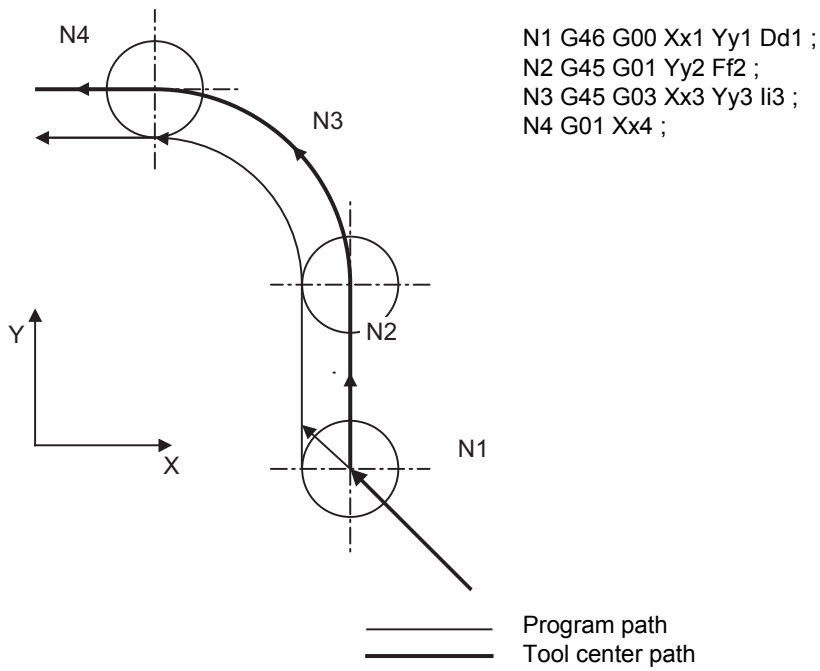 N4
N1 G46 G00 Xx1 Yy1 Dd1 ;
N2 G45 G01 Yy2 Ff2 ;
N3 G45 G03 Xx3 Yy3 Ii3 ;
N4 G01 Xx4 ;
N3
N2
Y
X
N1
Program path
Tool center path